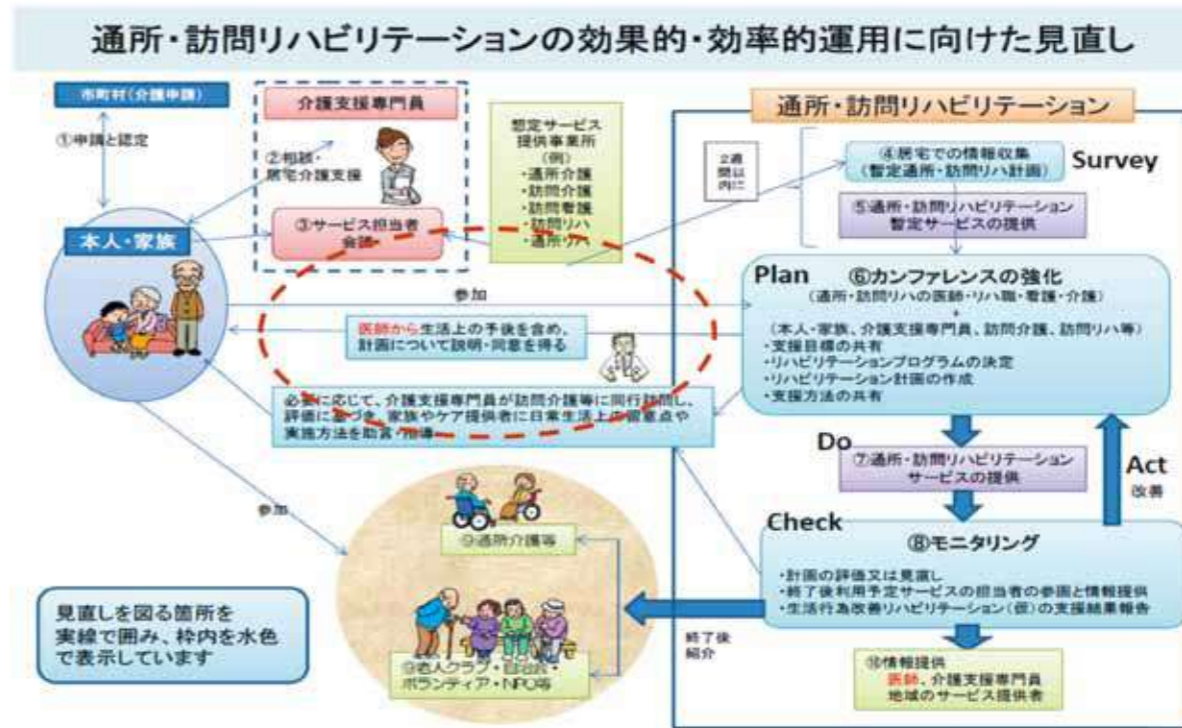 通所・訪問リハビリテーションの効果的・効率的運用に向けた見直し
市町村(介護申請)
①申請と認定
介護支援専門員
②相談・
居宅介護支援
③サービス担当者
会議
想定サービス
提供事業所
(例)
・通所介護
・訪問介護
・訪問看護
・訪問リハ
・通所リハ
本人・家族
通所・訪問リハビリテーション
2週
間以
内に
④居宅での情報収集
(暫定通所・訪問リハ計画)
Survey
⑤通所・訪問リハビリテーション
暫定サービスの提供
Plan
⑥カンファレンスの強化
(通所・訪問リハの医師・リハ職・看護・介護)
+
(本人・家族、介護支援専門員、訪問介護、訪問リハ等)
・支援目標の共有
・リハビリテーションプログラムの決定
・リハビリテーション計画の作成
・支援方法の共有
参加
医師から生活上の予後を含め、
計画について説明・同意を得る
必要に応じて、介護支援専門員が訪問介護等に同行訪問し、
評価に基づき、家族やケア提供者に日常生活上の留意点や
実施方法を助言・指導
Do
⑦通所・訪問リハビリテーション
サービスの提供
Act
改善
Check
⑧モニタリング
・計画の評価又は見直し
・終了後利用予定サービスの担当者の参画と情報提供
・生活行為改善リハビリテーション(仮)の支援結果報告
参加
⑨通所介護等
⑨老人クラブ・自治会・
ボランティア・NPO等
終了後
紹介
⑩情報提供
医師、介護支援専門員
地域のサービス提供者
見直しを図る箇所を
実線で囲み、枠内を水色
で表示しています